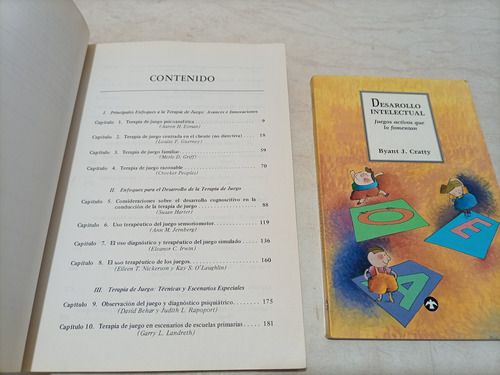 CONTENIDO
I. Principales Enfoques a la Terapia de Juego: Avances e Innovaciones
Capítulo 1. Terapia de juego psicoanalítica . . . . . 9
(Aaron H. Esman)
Capítulo 2. Terapia de juego centrada en el cliente (no directiva) . . . . . 18
(Louise F. Guerney)
Capítulo 3. Terapia de juego familiar . . . . . 59
(Merle D. Griff)
Capítulo 4. Terapia de juego razonable . . . . . 70
(Crocker Peoples)
II. Enfoques para el Desarrollo de la Terapia de Juego
Capítulo 5. Consideraciones sobre el desarrollo cognoscitivo en la
conducción de la terapia de juego . . . . . 88
(Susan Harter)
Capítulo 6. Uso terapéutico del juego sensoriomotor . . . . . 119
(Ann M. Jernberg)
Capítulo 7. El uso diagnóstico y terapéutico del juego simulado . . . . . 136
(Eleanor C. Irwin)
Capítulo 8. El uso terapéutico de los juegos. . . . . 160
(Eileen T. Nickerson y Kay S. O'Laughlin)
III. Terapia de Juego: Técnicas y Escenarios Especiales
Capítulo 9. Observación del juego y diagnóstico psiquiátrico . . . . . 175
(David Behar y Judith L. Rapoport)
Capítulo 10. Terapia de juego en escenarios de escuelas primarias . . . . 181
(Garry L. Landreth)
DESAROLLO
INTELECTUAL
Juegos activos que
lo fomentan
Byant J. Cratty
O
E
A